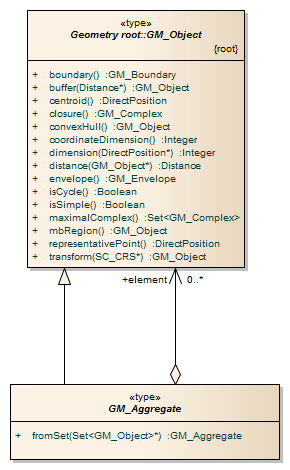 «type»
Geometry root::GM_Object
{root}
+ boundary() :GM_Boundary
+ buffer(Distance*) :GM_Object
+ centroid() :DirectPosition
+ closure() :GM_Complex
+ convexHull() :GM_Object
+ coordinateDimension() :Integer
+ dimension(DirectPosition*) :Integer
+ distance(GM_Object*) :Distance
+ envelope() :GM_Envelope
+ isCycle() :Boolean
+ isSimple() :Boolean
+ maximalComplex() :Set<GM_Complex>
+ mbRegion() :GM_Object
+ representativePoint() :DirectPosition
+ transform(SC_CRS*) :GM_Object
+element 0..*
«type»
GM_Aggregate
+ fromSet(Set<GM_Object>*) :GM_Aggregate